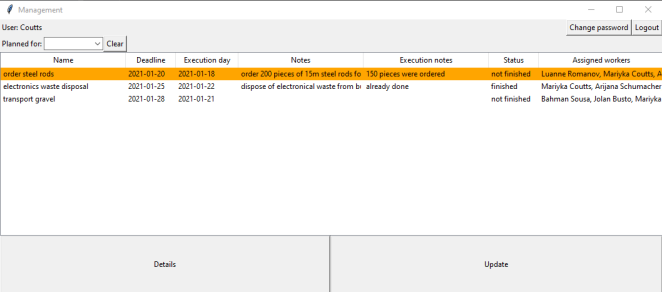 Management
User: Coutts Change password Logout
Planned for: Clear
Name Deadline Execution day Notes Execution notes Status Assigned workers
order steel rods 2021-01-20 2021-01-18 order 200 pieces of 15m steel rods fo 150 pieces were ordered not finished Luanne Romanov, Mariyka Coutts, A
electronics waste disposal 2021-01-25 2021-01-22 dispose of electronical waste from b already done finished Mariyka Coutts, Arijana Schumacher
transport gravel 2021-01-28 2021-01-21 not finished Bahman Sousa, Jolan Busto, Mariyka
Details Update